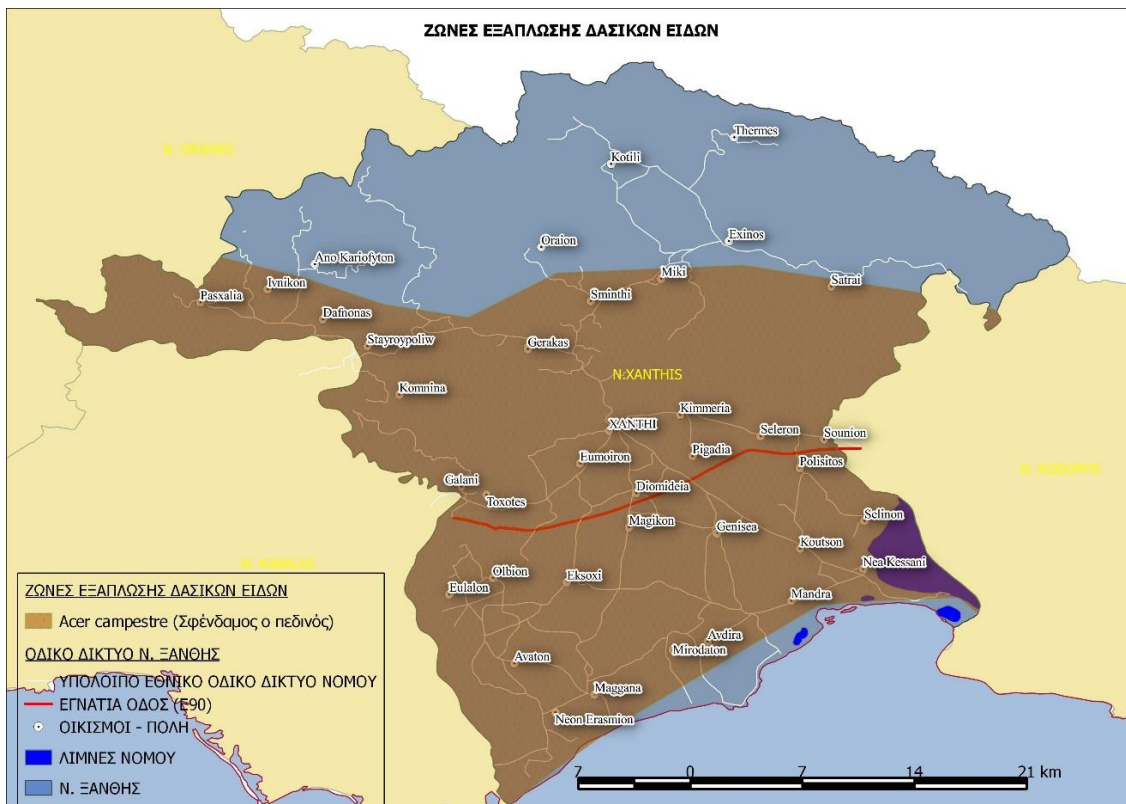 ΖΩΝΕΣ ΕΞΑΠΛΩΣΗΣ ΔΑΣΙΚΩΝ ΕΙΔΩΝ
Thermes
N. DRAMAS
Kotili
Exinos
Oraion
Ano Kariofyton
Miki
Satrai
Ivnikon
Pasxalia
Sminthi
Dafnonas
Stayroypoliw
Gerakas
N.XANTHIS
Komnina
Kimmeria
XANTHI
Seleron
Sounion
Pigadia
Eumoiron
Polisitos
N. RODOPHS
Galani
Toxotes
Diomideia
Magikon
Genisea
Selinon
Koutson
N. KABALAS
Nea Kessani
Olbion
Eksoxi
Eulalon
Mandra
Avdira
Mirodaton
Avaton
Maggana
Neon Erasmion
ΖΩΝΕΣ ΕΞΑΠΛΩΣΗΣ ΔΑΣΙΚΩΝ ΕΙΔΩΝ
Acer campestre (Σφένδαμος ο πεδινός)
ΟΔΙΚΟ ΔΙΚΤΥΟ Ν. ΞΑΝΘΗΣ
ΥΠΟΛΟΙΠΟ ΕΘΝΙΚΟ ΟΔΙΚΟ ΔΙΚΤΥΟ ΝΟΜΟΥ
ΕΓΝΑΤΙΑ ΟΔΟΣ (Ε90)
ΟΙΚΙΣΜΟΙ - ΠΟΛΗ
ΛΙΜΝΕΣ ΝΟΜΟΥ
Ν. ΞΑΝΘΗΣ
7 0 7 14 21 km